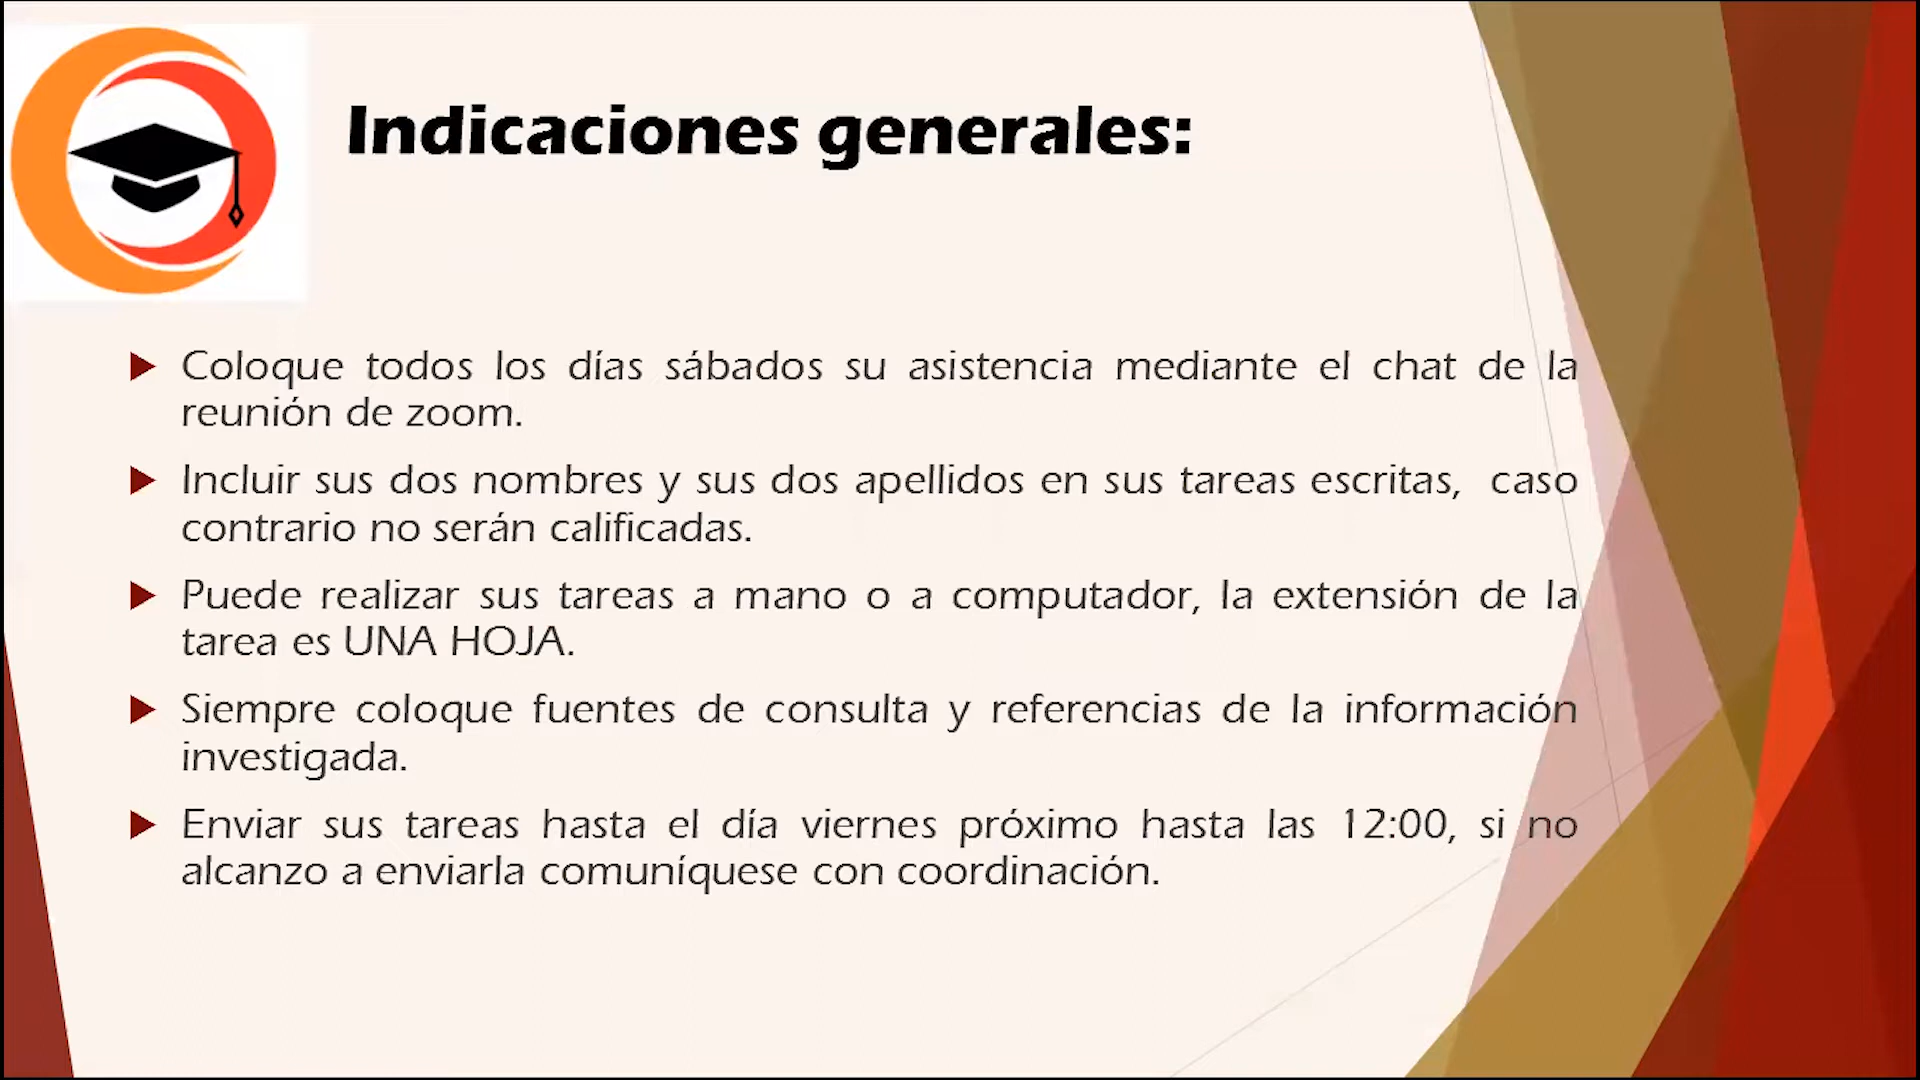 Indicaciones generales:
Coloque todos los días sábados su asistencia mediante el chat de la
reunión de zoom.
Incluir sus dos nombres y sus dos apellidos en sus tareas escritas, caso
contrario no serán calificadas.
Puede realizar sus tareas a mano o a computador, la extensión de la
tarea es UNA HOJA.
Siempre coloque fuentes de consulta y referencias de la información
investigada.
Enviar sus tareas hasta el día viernes próximo hasta las 12:00, si no
alcanzo a enviarla comuníquese con coordinación.